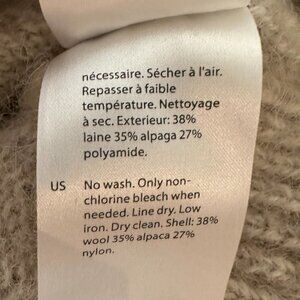 nécessaire. Sécher à l'air.
Repasser à faible
température. Nettoyage
à sec. Exterieur: 38%
laine 35% alpaga 27%
polyamide.
US No wash. Only non-
chlorine bleach when
needed. Line dry. Low
iron. Dry clean. Shell: 38%
wool 35% alpaca 27%
nylon.